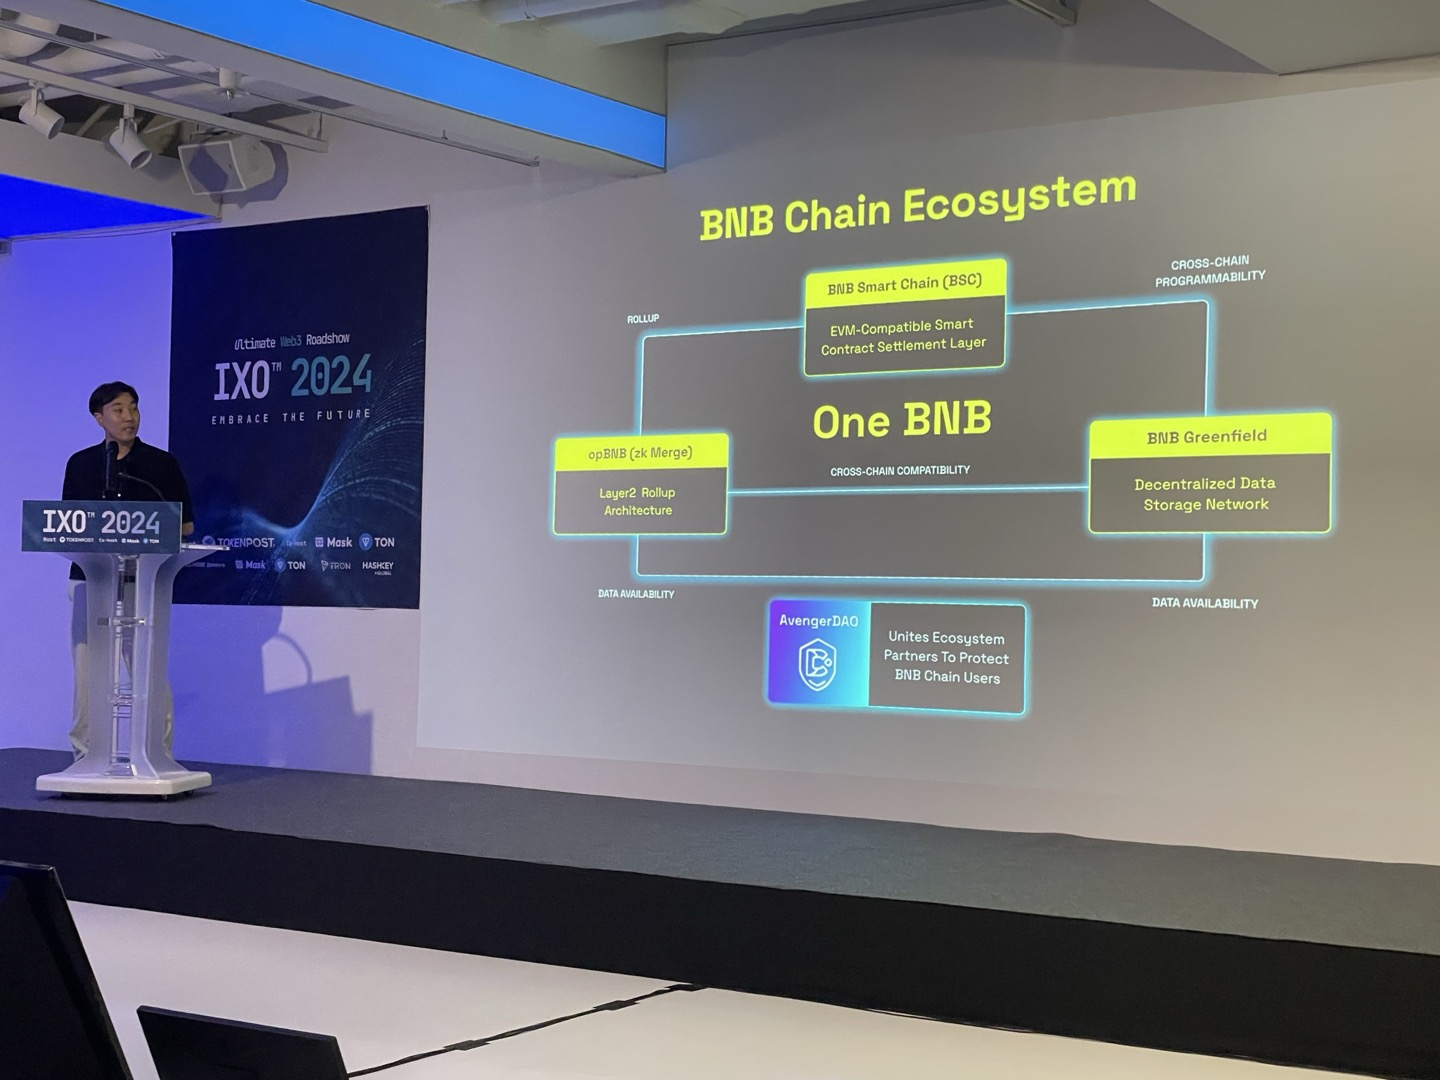 BNB Chain Ecosystem
CROSS-CHAIN
PROGRAMMABILITY
BNB Smart Chain (BSC)
EVM-Compatible Smart
Contract Settlement Layer
ROLLUP
One BNB
CROSS-CHAIN COMPATIBILITY
opBNB (zk Merge)
Layer2 Rollup
Architecture
BNB Greenfield
Decentralized Data
Storage Network
DATA AVAILABILITY
DATA AVAILABILITY
AvengerDAO
Unites Ecosystem
Partners To Protect
BNB Chain Users
Ultimate Web3 Roadshow
IXO™ 2024
EMBRACE THE FUTURE
TOKENPOST Co-host Mask TON
Mask TON TRON HASHKEY
GLOBAL
IXO™ 2024
Host TOKENPOST Co-host Mask TON